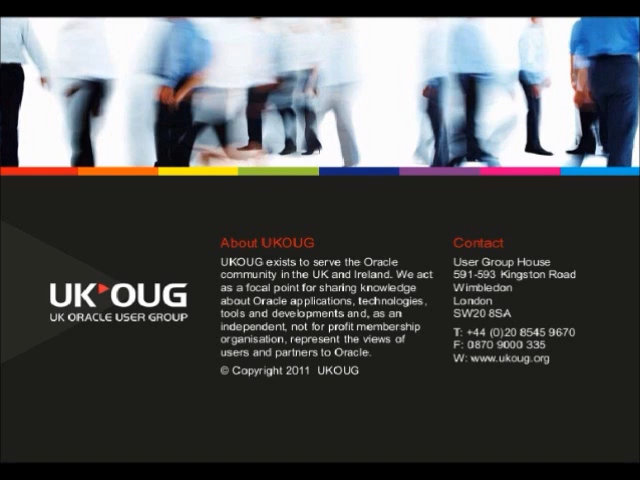 UK OUG
UK ORACLE USER GROUP
About UKOUG
UKOUG exists to serve the Oracle
community in the UK and Ireland. We act
as a focal point for sharing knowledge
about Oracle applications, technologies,
tools and developments and, as an
independent, not for profit membership
organisation, represent the views of
users and partners to Oracle.
© Copyright 2011 UKOUG
Contact
User Group House
591-593 Kingston Road
Wimbledon
London
SW20 8SA
T: +44 (0)20 8545 9670
F: 0870 9000 335
W: www.ukoug.org